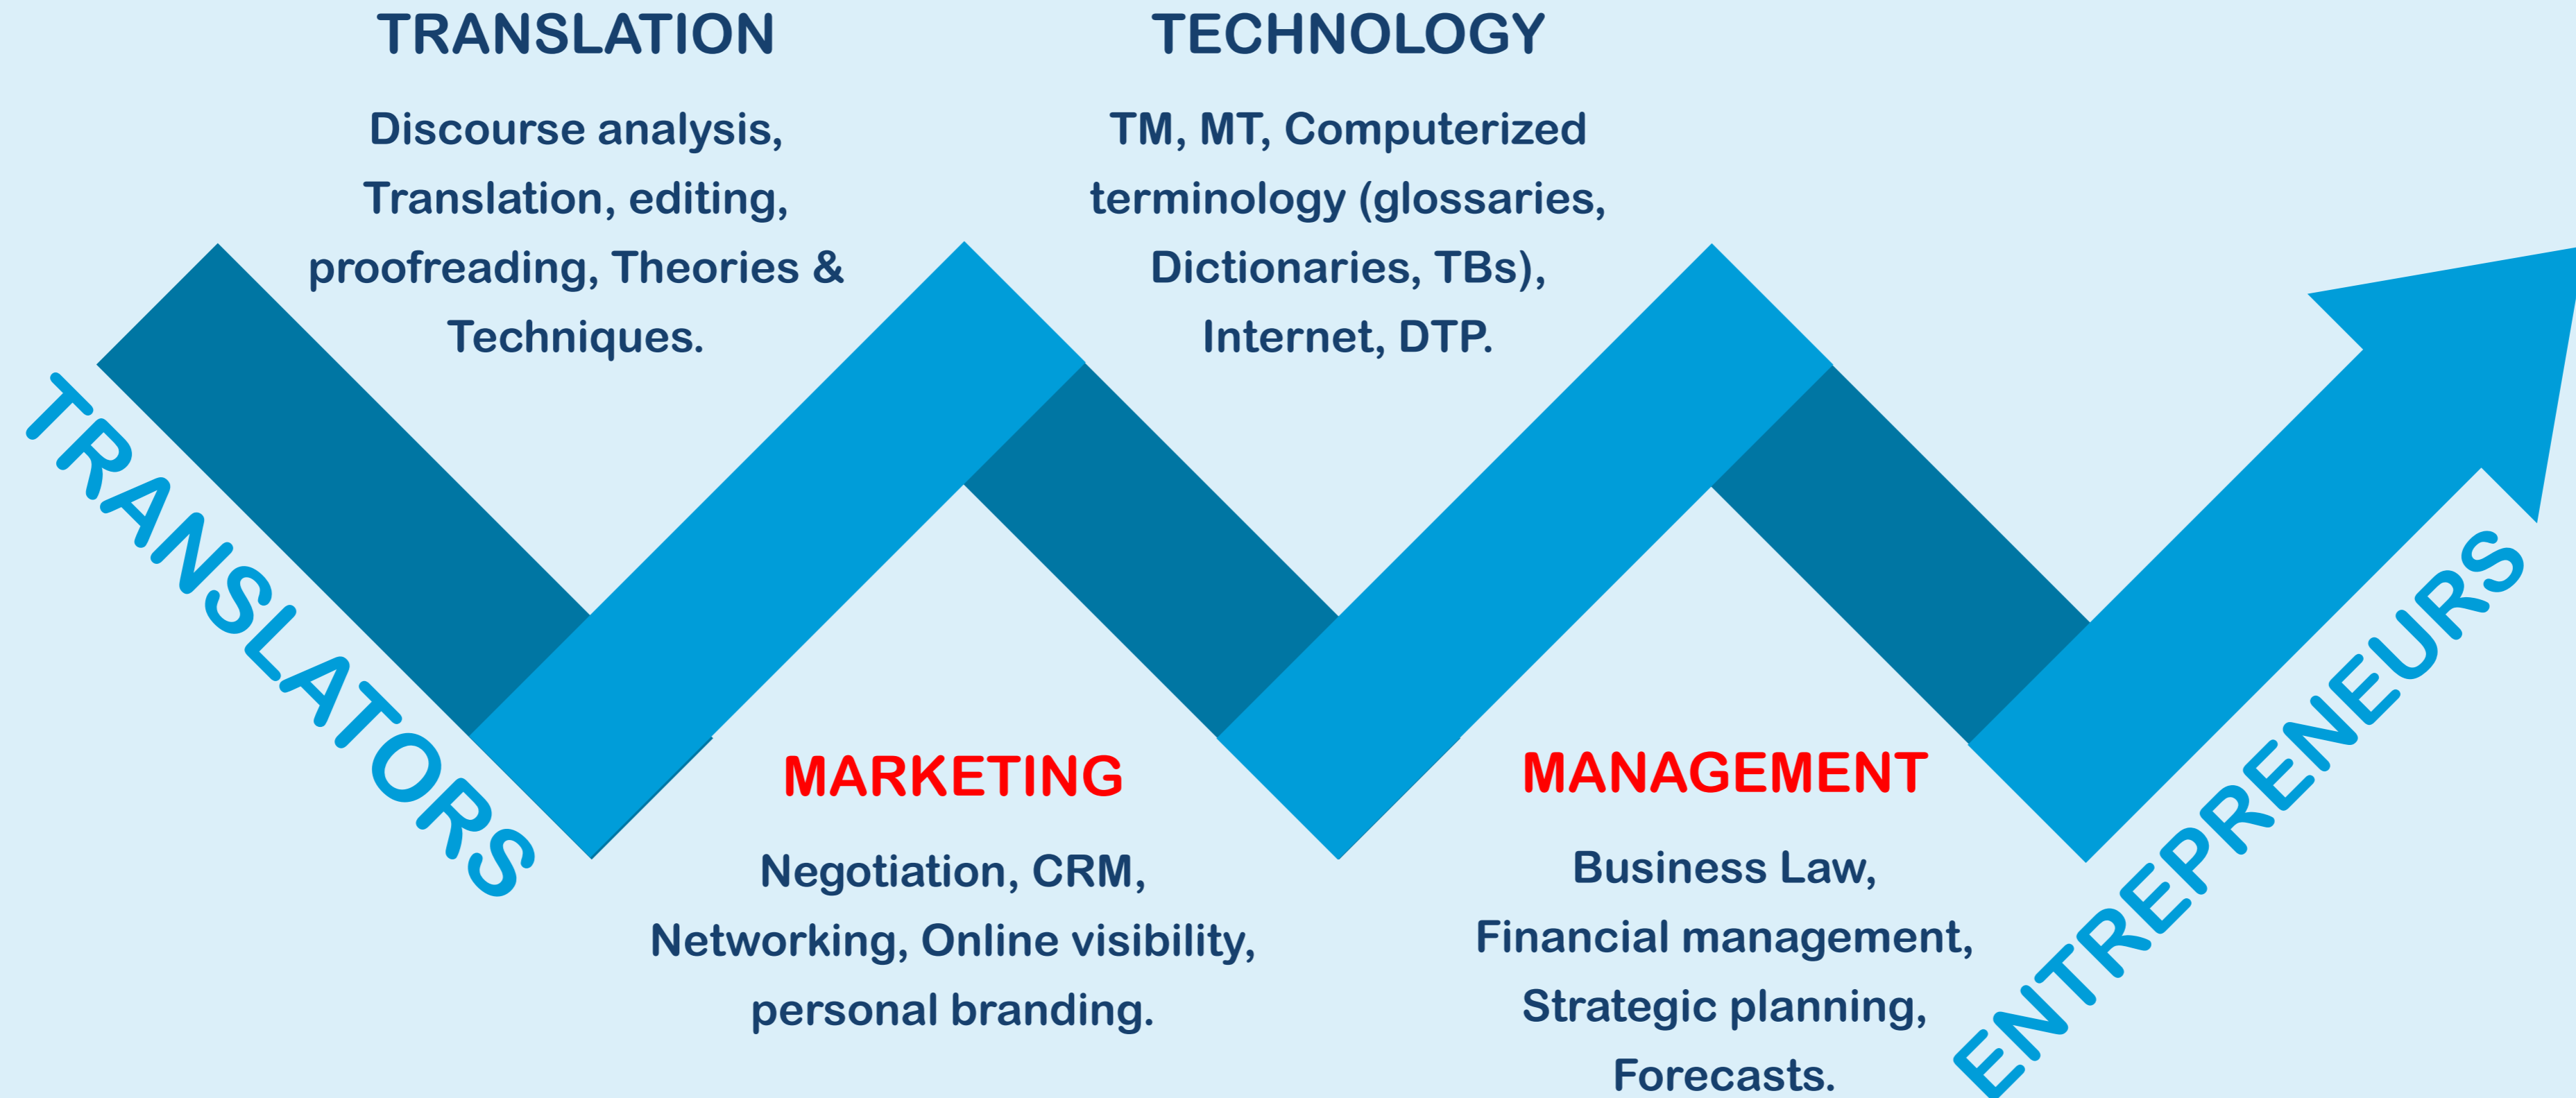 TRANSLATION
Discourse analysis,
Translation, editing,
proofreading, Theories &
Techniques.
TECHNOLOGY
TM, MT, Computerized
terminology (glossaries,
Dictionaries, TBs),
Internet, DTP.
TRANSLATORS
MARKETING
Negotiation, CRM,
Networking, Online visibility,
personal branding.
MANAGEMENT
Business Law,
Financial management,
Strategic planning,
Forecasts.
ENTREPRENEURS